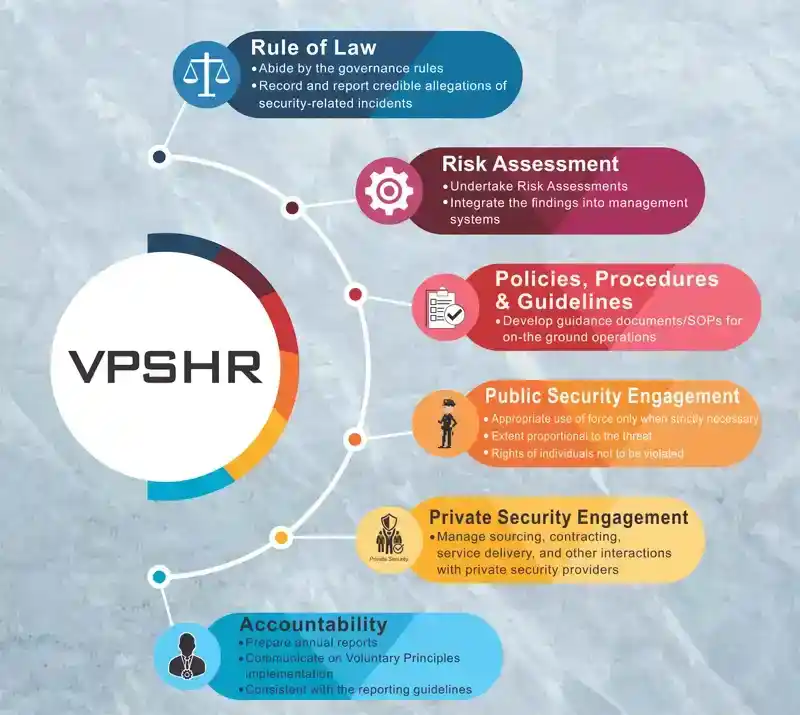 Rule of Law
• Abide by the governance rules
• Record and report credible allegations of
security-related incidents
Risk Assessment
• Undertake Risk Assessments
• Integrate the findings into management
systems
Policies, Procedures
& Guidelines
• Develop guidance documents/SOPs for
on-the ground operations
VPSHR
Public Security Engagement
• Appropriate use of force only when strictly necessary
• Extent proportional to the threat
• Rights of individuals not to be violated
Private Security Engagement
• Manage sourcing, contracting,
service delivery, and other interactions
with private security providers
Private Security
Accountability
• Prepare annual reports
• Communicate on Voluntary Principles
implementation
• Consistent with the reporting guidelines